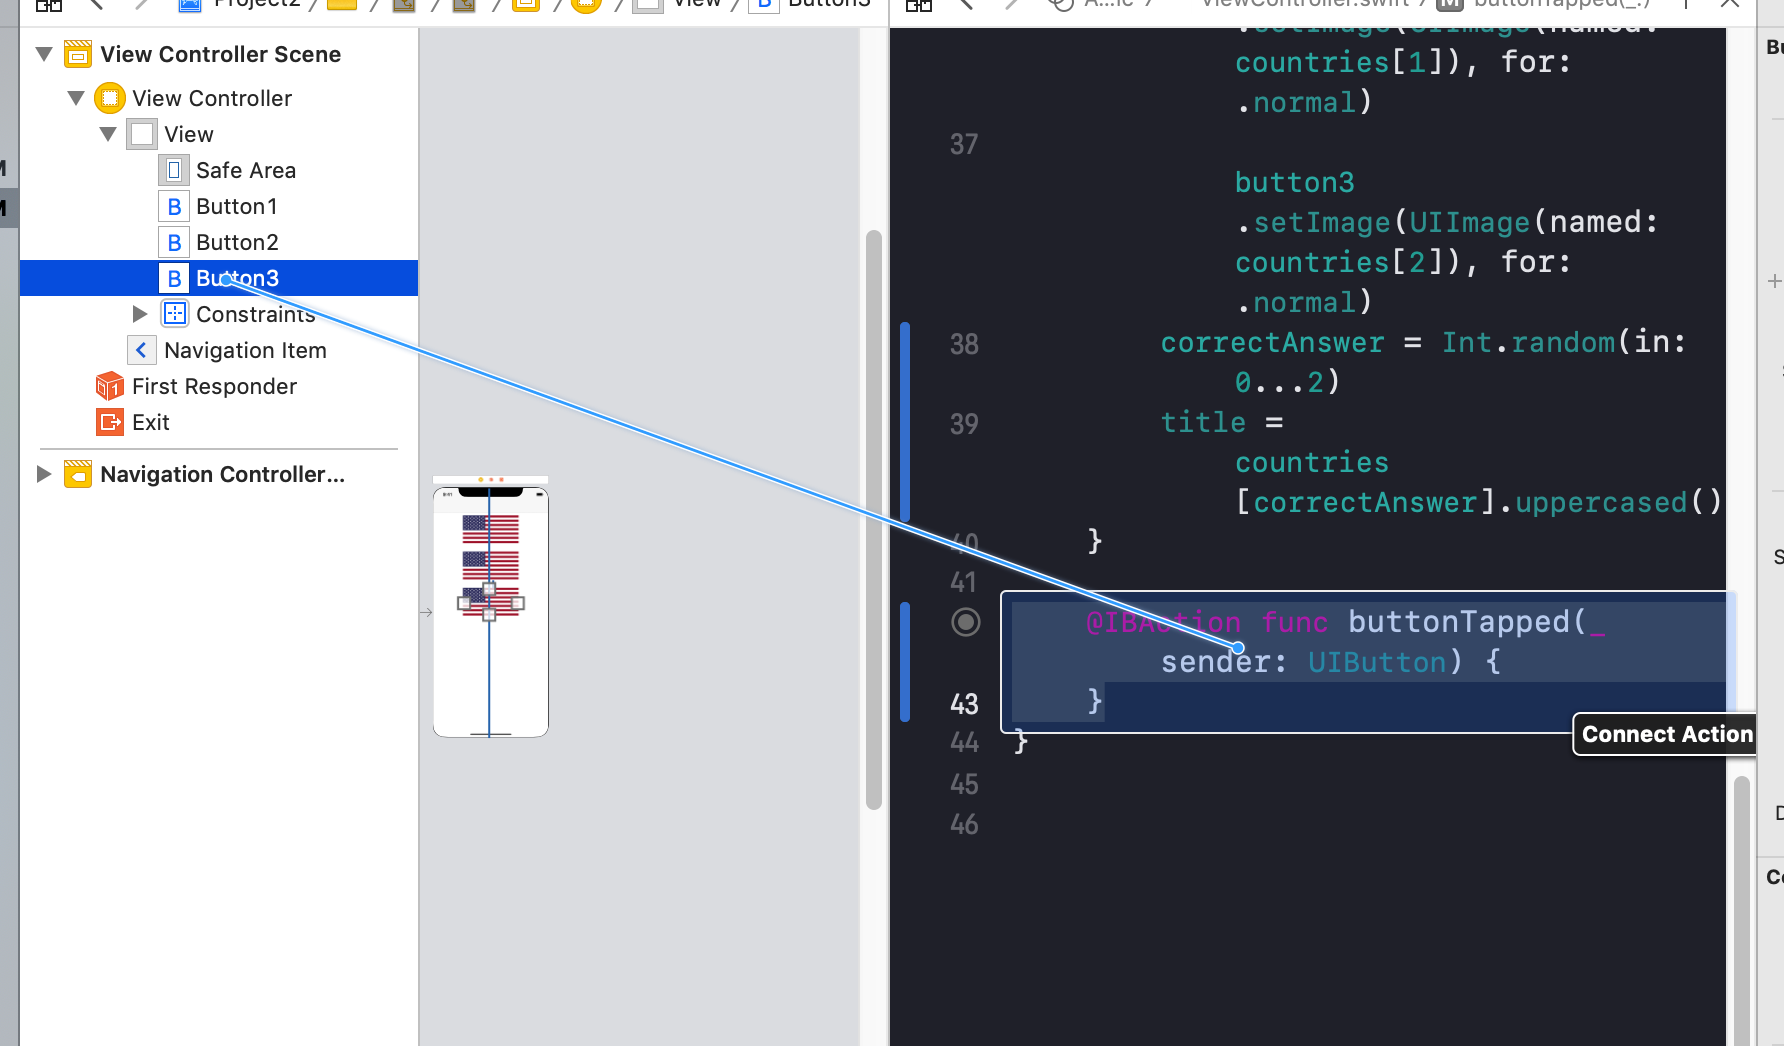 Project2
View
Button3
A...ic
ViewController.swift
M
buttonTapped(_:)
View Controller Scene
View Controller
View
Safe Area
B Button1
B Button2
B Button3
Constraints
Navigation Item
First Responder
Exit
Navigation Controller...
.setImage(UIImage(named:
countries[1]), for:
.normal)
37
button3
.setImage(UIImage(named:
countries[2]), for:
.normal)
38 correctAnswer = Int.random(in:
0...2)
39 title =
countries
[correctAnswer].uppercased()
40 }
41
@IBAction func buttonTapped(_
sender: UIButton) {
43 }
44 }
45
46
Connect Action